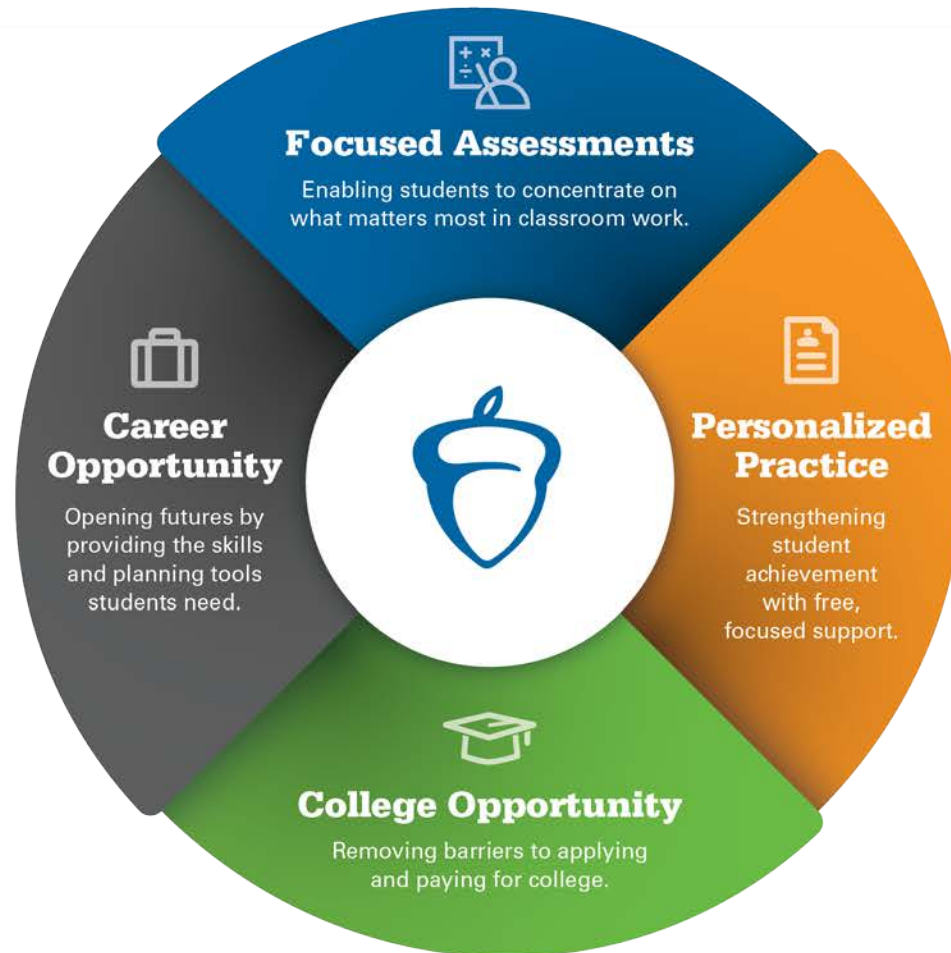 Focused Assessments
Enabling students to concentrate on
what matters most in classroom work.
Personalized
Practice
Strengthening
student
achievement
with free,
focused support.
College Opportunity
Removing barriers to applying
and paying for college.
Career
Opportunity
Opening futures by
providing the skills
and planning tools
students need.